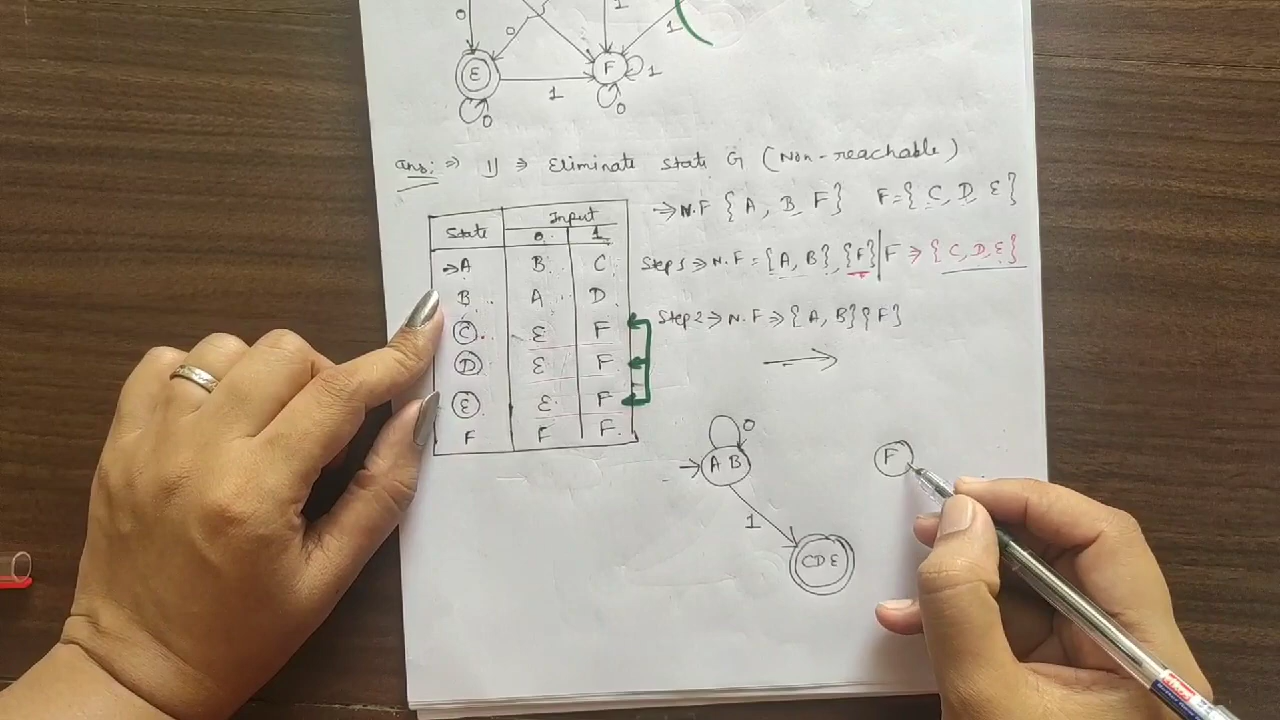 0 0 1 1
E F 1
1
0 0
ans: ⇒ 1) ⇒ Eliminate state G (Non-reachable)
→ N.F { A , B F } F = { C, D E }
State Input
0 1
→A B C
B A D
C E F
D E F
E E F
F F F
Step 1 ⇒ N.F = { A, B } , {F} | F ⇒ { C, D, E }
Step 2 ⇒ N.F ⇒ { A, B } { F }
0
A B F
1
C D E